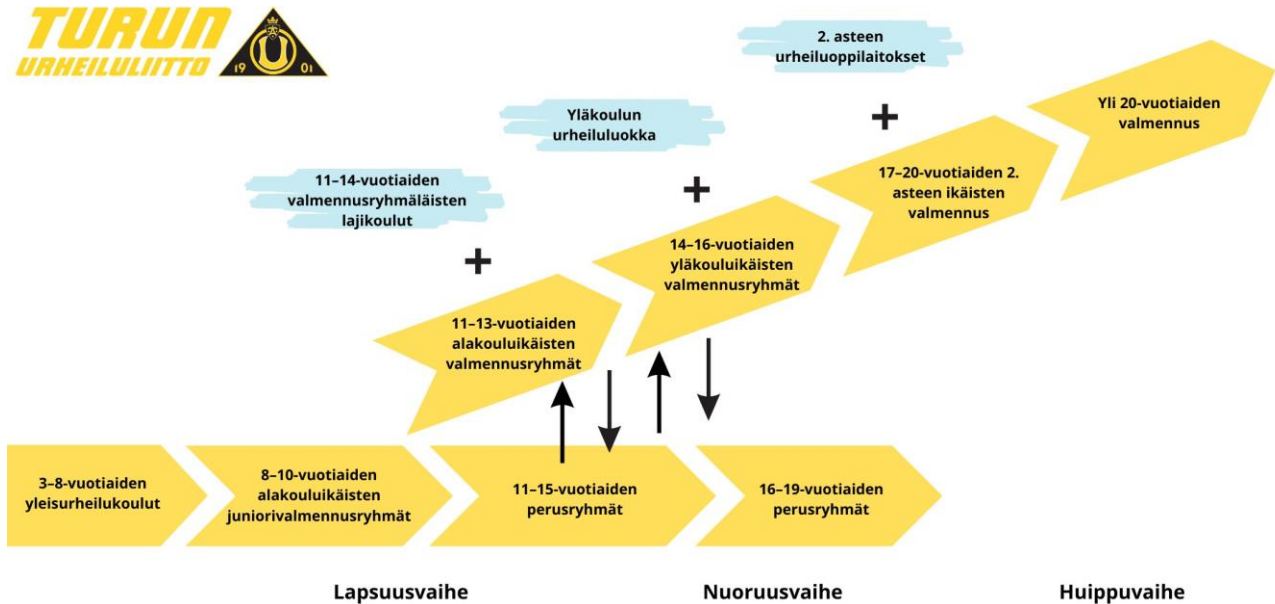 TURUN
URHEILULIITTO
U
19 01
2. asteen
urheiluoppilaitokset
Yli 20-vuotiaiden
valmennus
Yläkoulun
urheiluluokka
+
17–20-vuotiaiden 2.
asteen ikäisten
valmennus
11–14-vuotiaiden
valmennusryhmäläisten
lajikoulut
+
14–16-vuotiaiden
yläkouluikäisten
valmennusryhmät
+
11–13-vuotiaiden
alakouluikäisten
valmennusryhmät
3–8-vuotiaiden
yleisurheilukoulut
8–10-vuotiaiden
alakouluikäisten
juniorivalmennusryhmät
11–15-vuotiaiden
perusryhmät
16–19-vuotiaiden
perusryhmät
Lapsuusvaihe
Nuoruusvaihe
Huippuvaihe